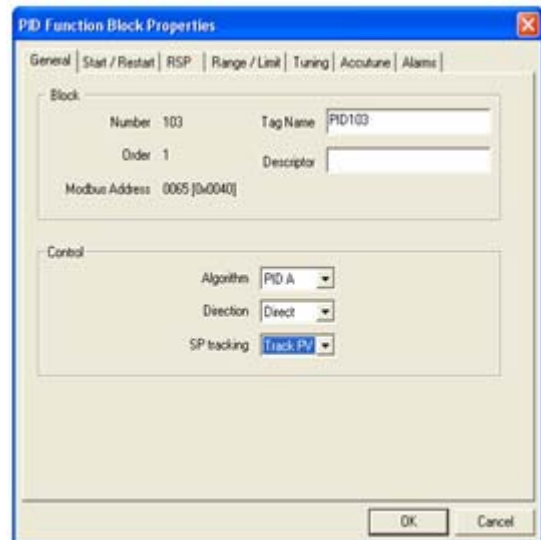 PID Function Block Properties
General Start / Restart RSP Range / Limit Tuning Accutune Alarms
Block
Number 103 Tag Name PID103
Order 1 Descriptor
Modbus Address 0065 [0x0040]
Control
Algorithm PID A
Direction Direct
SP tracking Track PV
OK Cancel